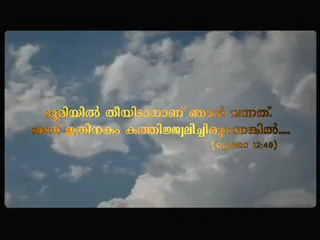 ഭൂമിയിൽ തീയിടാനാണ് ഞാൻ വന്നത്.
അത് ഇതിനകം കത്തിജ്ജ്വലിച്ചിരുന്നെങ്കിൽ....
(ലൂക്കാ 12:49)